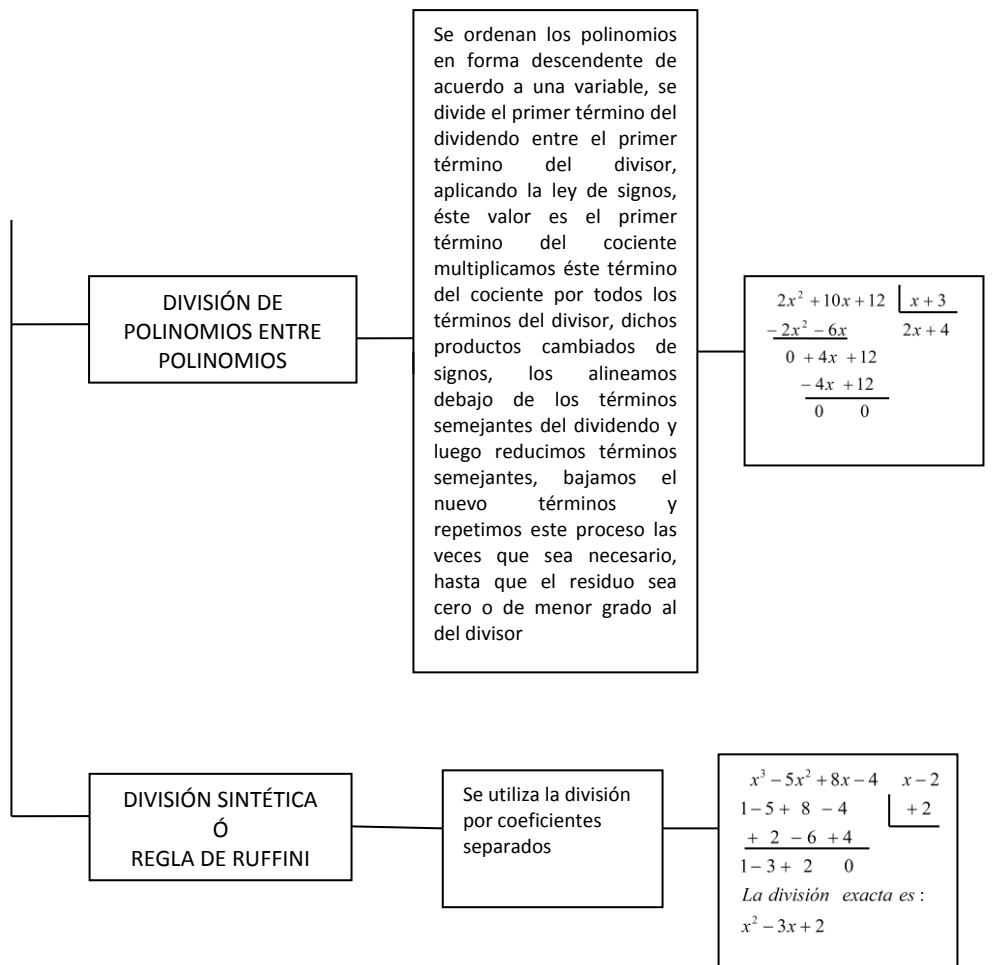 DIVISIÓN DE
POLINOMIOS ENTRE
POLINOMIOS
Se ordenan los polinomios
en forma descendente de
acuerdo a una variable, se
divide el primer término del
dividendo entre el primer
término del divisor,
aplicando la ley de signos,
éste valor es el primer
término del cociente
multiplicamos éste término
del cociente por todos los
términos del divisor, dichos
productos cambiados de
signos, los alineamos
debajo de los términos
semejantes del dividendo y
luego reducimos términos
semejantes, bajamos el
nuevo términos y
repetimos este proceso las
veces que sea necesario,
hasta que el residuo sea
cero o de menor grado al
del divisor
2x² + 10x + 12 x + 3
− 2x² − 6x 2x + 4
0 + 4x + 12
− 4x + 12
0 0
DIVISIÓN SINTÉTICA
Ó
REGLA DE RUFFINI
Se utiliza la división
por coeficientes
separados
x³ − 5x² + 8x − 4 x − 2
1 − 5 + 8 − 4 + 2
+ 2 − 6 + 4
1 − 3 + 2 0
La división exacta es :
x² − 3x + 2